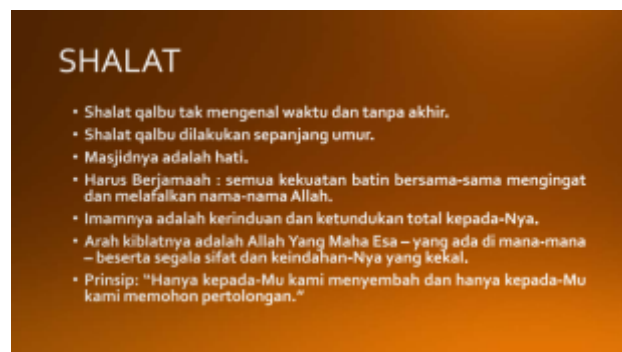 SHALAT
• Shalat qalbu tak mengenal waktu dan tanpa akhir.
• Shalat qalbu dilakukan sepanjang umur.
• Masjidnya adalah hati.
• Harus Berjamaah : semua kekuatan batin bersama-sama mengingat
dan melafalkan nama-nama Allah.
• Imamnya adalah kerinduan dan ketundukan total kepada-Nya.
• Arah kiblatnya adalah Allah Yang Maha Esa – yang ada di mana-mana
– beserta segala sifat dan keindahan-Nya yang kekal.
• Prinsip: “Hanya kepada-Mu kami menyembah dan hanya kepada-Mu
kami memohon pertolongan.”